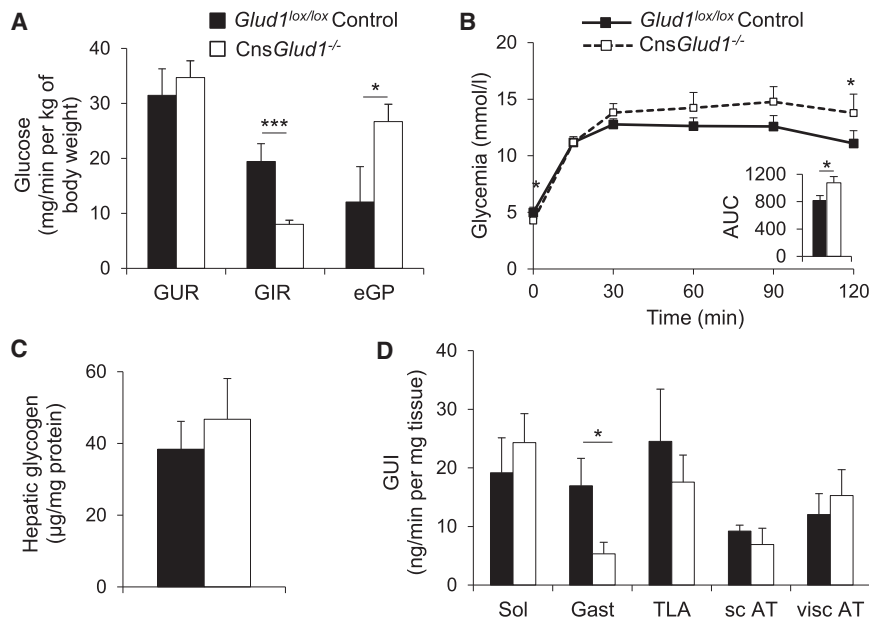 A
Glud1lox/lox Control
CnsGlud1-/-
Glucose
(mg/min per kg of
body weight)
40
30
20
10
0
***
*
GUR
GIR
eGP
B
Glud1lox/lox Control
CnsGlud1-/-
Glycemia (mmol/l)
20
15
10
5
0
*
*
AUC
1200
800
400
0
*
0
30
60
90
120
Time (min)
C
Hepatic glycogen
(µg/mg protein)
60
40
20
0
D
GUI
(ng/min per mg tissue)
40
30
20
10
0
*
Sol
Gast
TLA
sc AT
visc AT